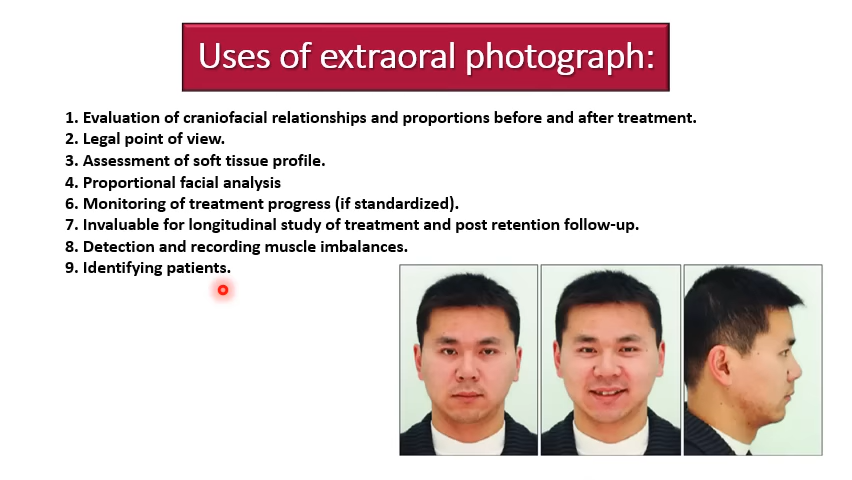 Uses of extraoral photograph:
1. Evaluation of craniofacial relationships and proportions before and after treatment.
2. Legal point of view.
3. Assessment of soft tissue profile.
4. Proportional facial analysis
6. Monitoring of treatment progress (if standardized).
7. Invaluable for longitudinal study of treatment and post retention follow-up.
8. Detection and recording muscle imbalances.
9. Identifying patients.